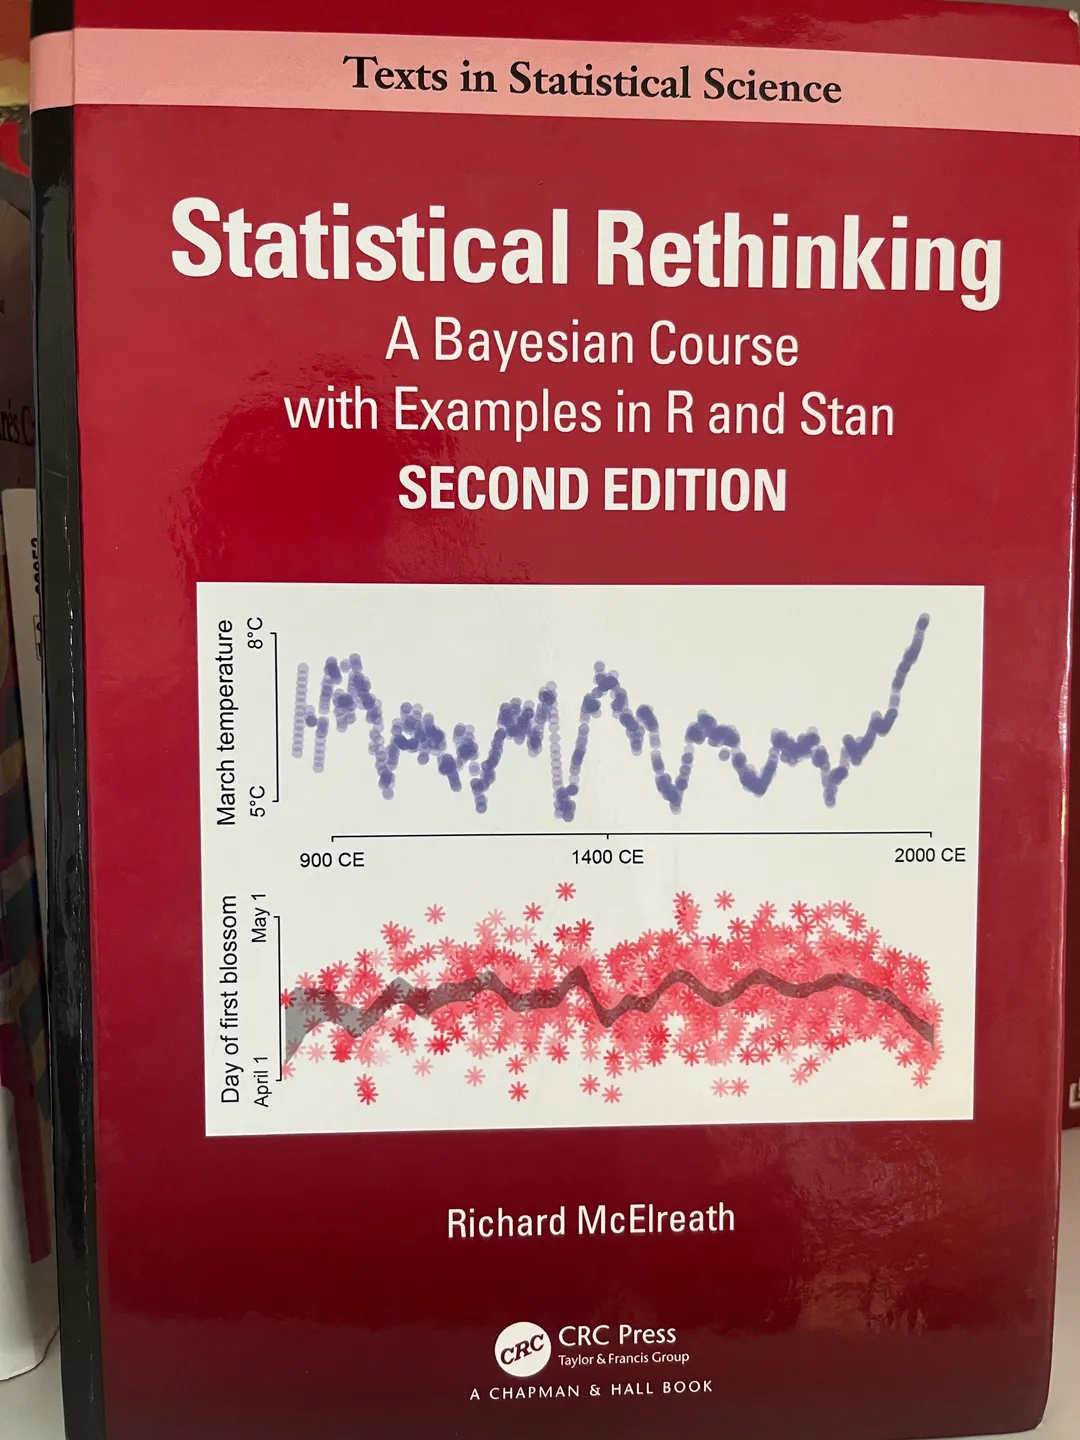 Texts in Statistical Science
Statistical Rethinking
A Bayesian Course
with Examples in R and Stan
SECOND EDITION
March temperature
8°C
5°C
900 CE
1400 CE
2000 CE
Day of first blossom
May 1
April 1
Richard McElreath
CRC
CRC Press
Taylor & Francis Group
A CHAPMAN & HALL BOOK